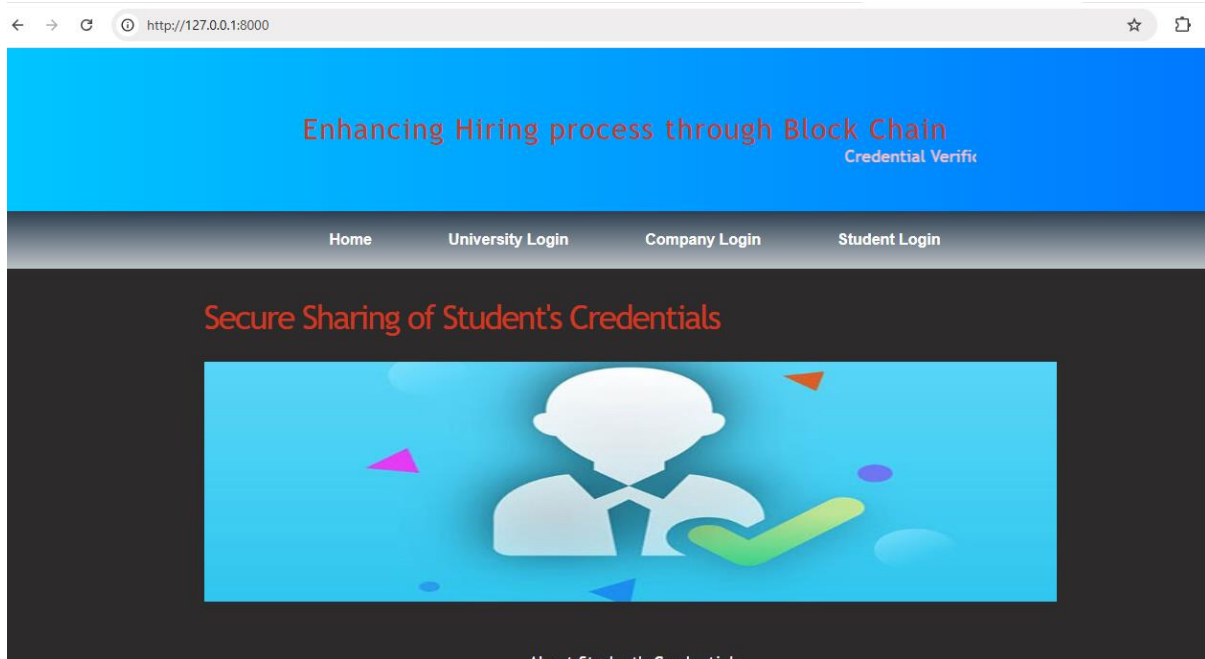 http://127.0.0.1:8000
Enhancing Hiring process through Block Chain
Credential
Home University Login Company Login Student Login
Secure Sharing of Student's Credentials